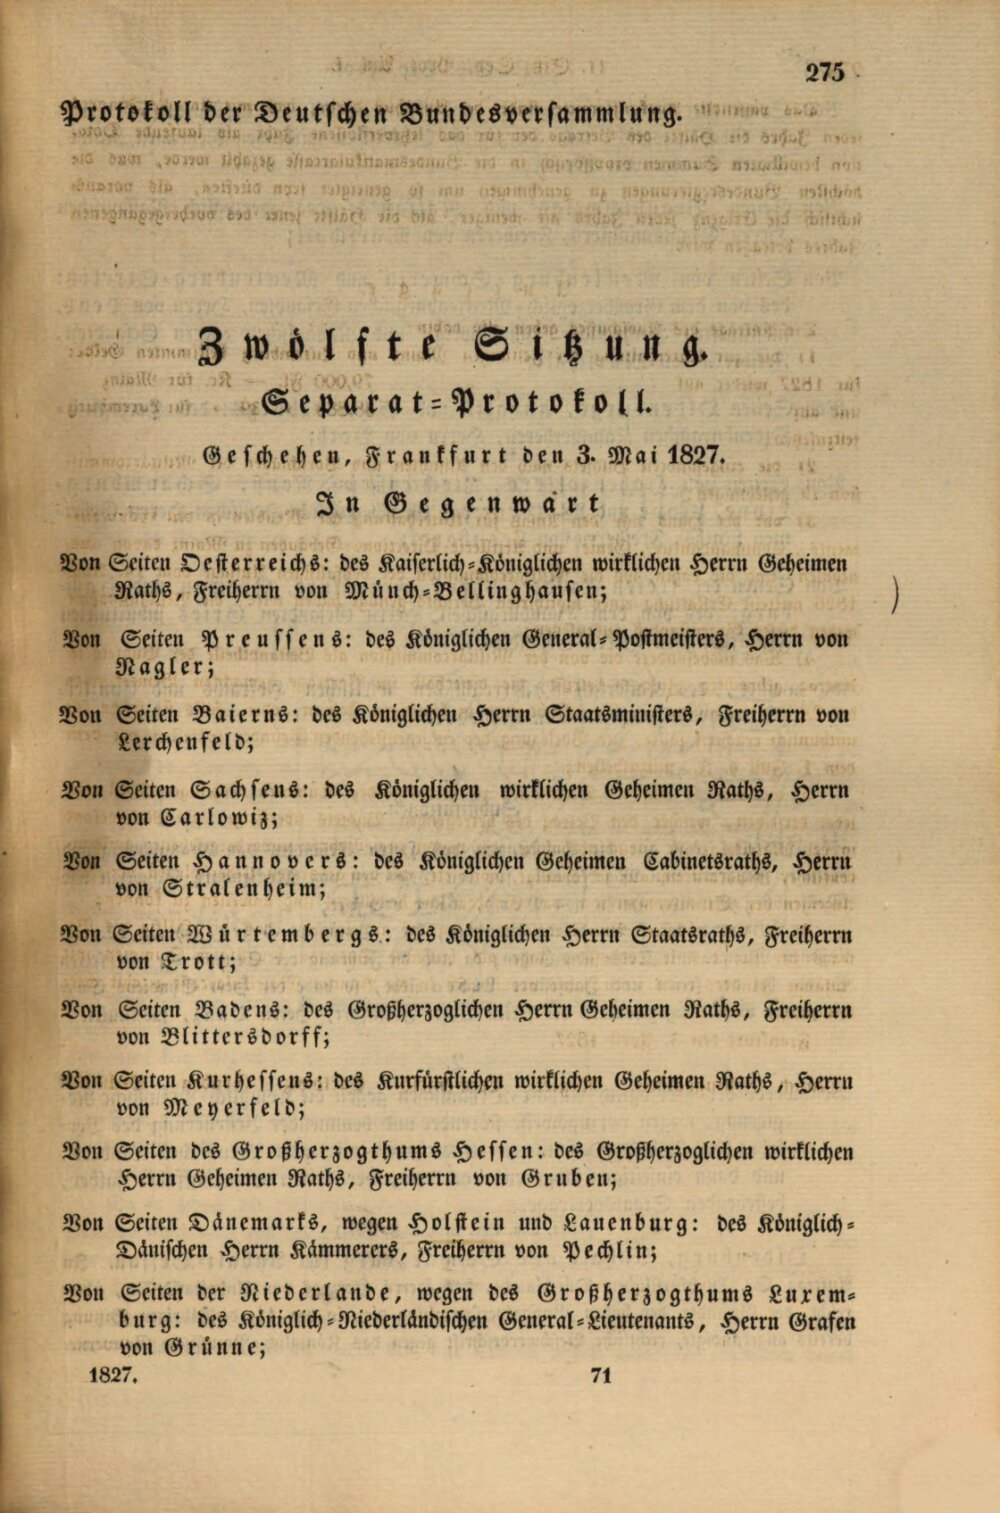 275
Protokoll der Deutschen Bundesversammlung.
Zwölfte Sitzung.
Separat-Protokoll.
Geschehen, Frankfurt den 3. Mai 1827.
In Gegenwart
Von Seiten Oesterreichs: des Kaiserlich-Königlichen wirklichen Herrn Geheimen
Raths, Freiherrn von Münch-Bellinghausen;
Von Seiten Preussens: des Königlichen General-Postmeisters, Herrn von
Nagler;
Von Seiten Baierns: des Königlichen Herrn Staatsministers, Freiherrn von
Lerchenfeld;
Von Seiten Sachsens: des Königlichen wirklichen Geheimen Raths, Herrn
von Carlowiz;
Von Seiten Hannovers: des Königlichen Geheimen Cabinetsraths, Herrn
von Stralenheim;
Von Seiten Würtembergs: des Königlichen Herrn Staatsraths, Freiherrn
von Trott;
Von Seiten Badens: des Großherzoglichen Herrn Geheimen Raths, Freiherrn
von Blittersdorff;
Von Seiten Kurhessens: des Kurfürstlichen wirklichen Geheimen Raths, Herrn
von Meyerfeld;
Von Seiten des Großherzogthums Hessen: des Großherzoglichen wirklichen
Herrn Geheimen Raths, Freiherrn von Gruben;
Von Seiten Dänemarks, wegen Holstein und Lauenburg: des Königlich-
Dänischen Herrn Kämmerers, Freiherrn von Pechlin;
Von Seiten der Niederlande, wegen des Großherzogthums Luxem-
burg: des Königlich-Niederländischen General-Lieutenants, Herrn Grafen
von Grünne;
1827. 71